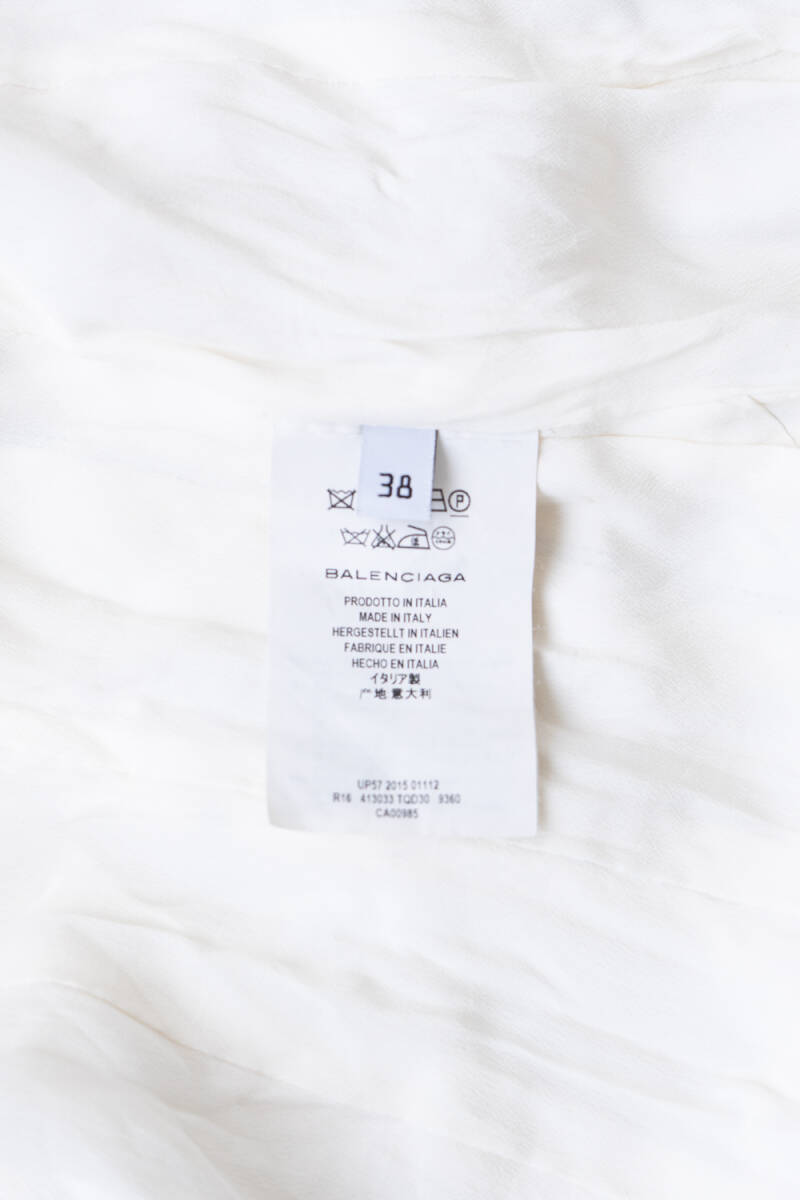 38
P
BALENCIAGA
PRODOTTO IN ITALIA
MADE IN ITALY
HERGESTELLT IN ITALIEN
FABRIQUE EN ITALIE
HECHO EN ITALIA
イタリア製
产地意大利
UP57 2015 01112
R16 413033 TQD30 9360
CA00985